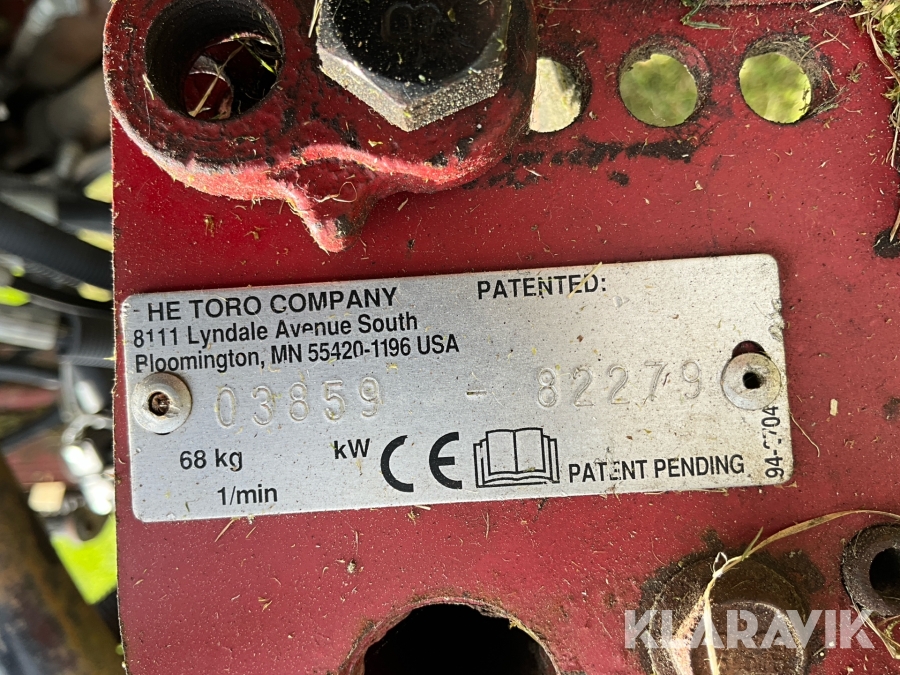 HE TORO COMPANY
8111 Lyndale Avenue South
Bloomington, MN 55420-1196 USA
PATENTED:
03859 - 82279
68 kg
kW
CE
PATENT PENDING
1/min
KLARAVIK